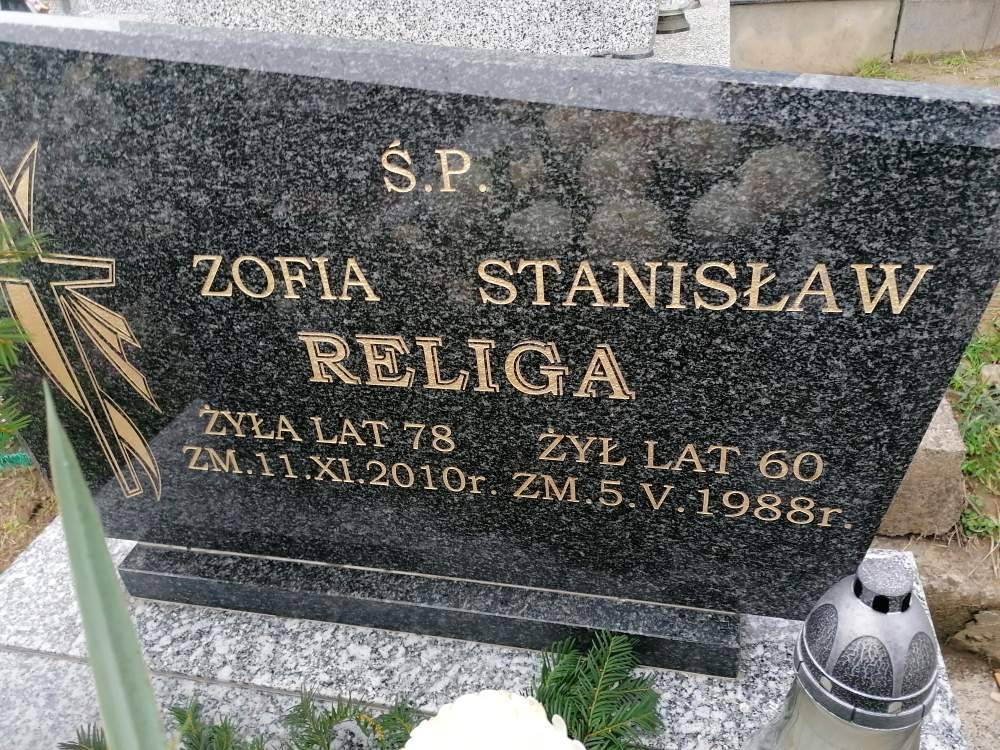 Ś.P.
ZOFIA STANISŁAW
RELIGA
ŻYŁA LAT 78 ŻYŁ LAT 60
ZM.11.XI.2010r. ZM.5.V.1988r.